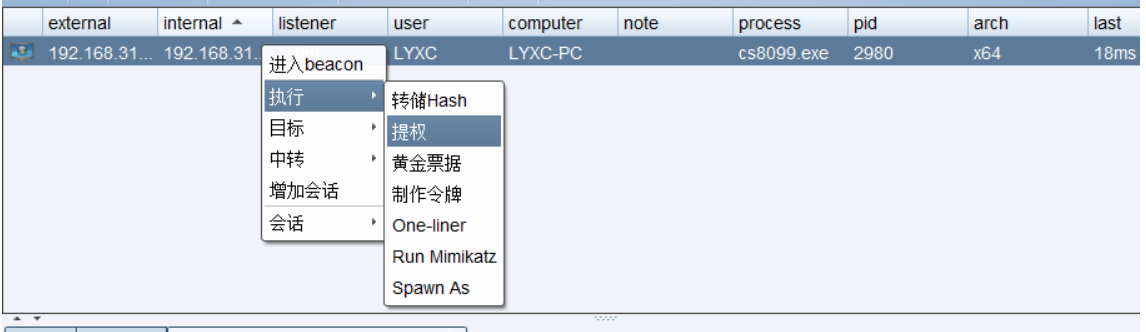 external internal listener user computer note process pid arch last
192.168.31... 192.168.31... LYXC LYXC-PC cs8099.exe 2980 x64 18ms
进入beacon
执行
目标
中转
增加会话
会话
转储Hash
提权
黄金票据
制作令牌
One-liner
Run Mimikatz
Spawn As